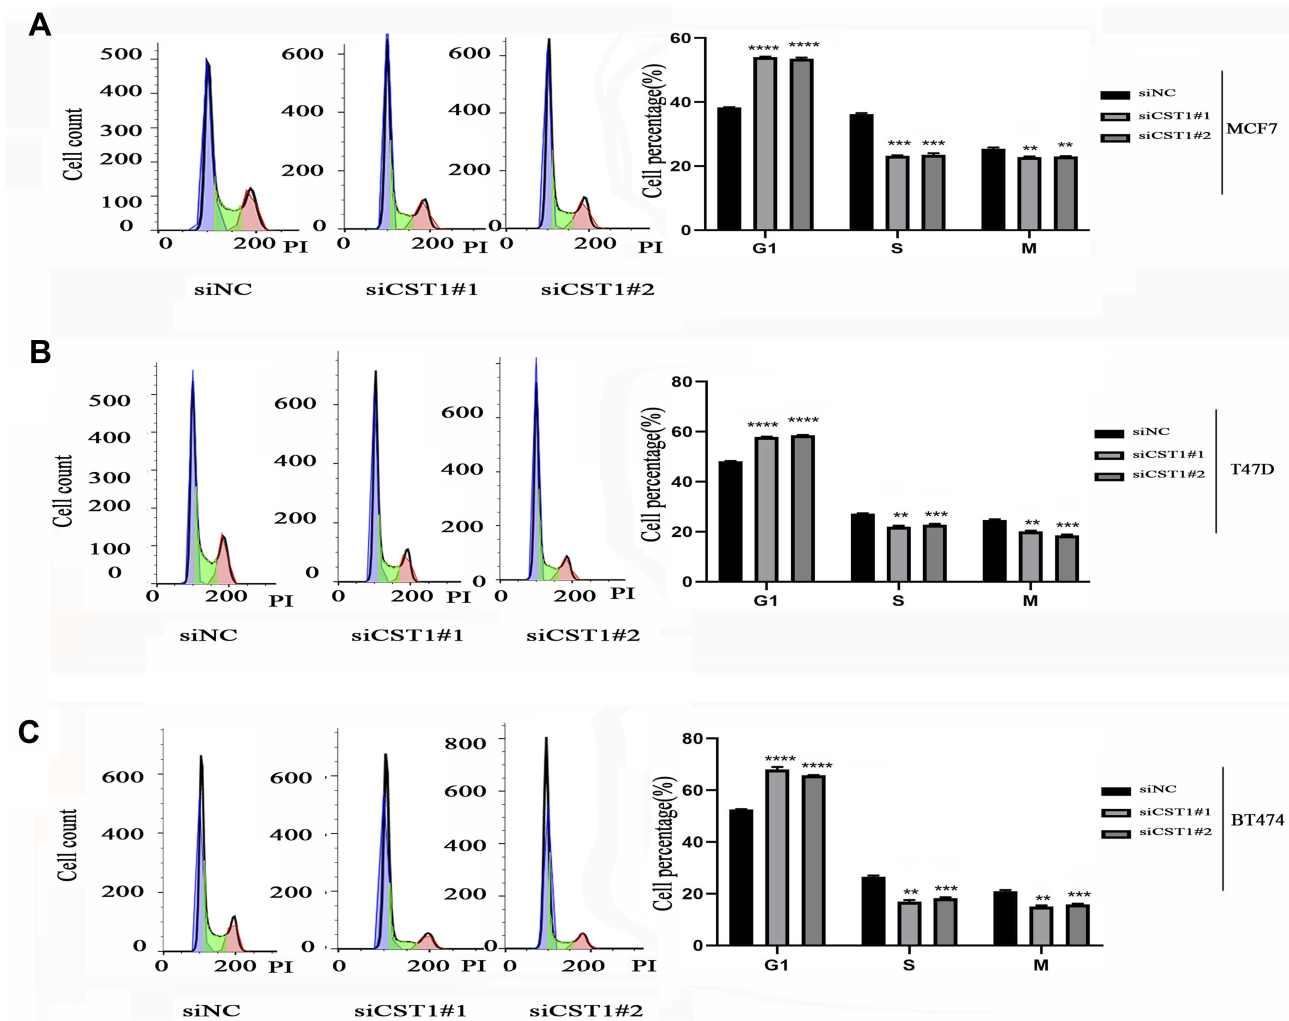 A
Cell count
500
400
300
200
100
0
0 200 PI
siNC
600
400
200
0
0 200 PI
siCST1#1
600
400
200
0
0 200 PI
siCST1#2
Cell percentage(%)
60
40
20
0
**** ****
*** ***
** **
G1 S M
siNC
siCST1#1
siCST1#2
MCF7
B
Cell count
500
400
300
200
100
0
0 200 PI
siNC
600
400
200
0
0 200 PI
siCST1#1
600
400
200
0
0 200 PI
siCST1#2
Cell percentage(%)
80
60
40
20
0
**** ****
** ***
** ***
G1 S M
siNC
siCST1#1
siCST1#2
T47D
C
Cell count
600
400
200
0
0 200 PI
siNC
600
400
200
0
0 200 PI
siCST1#1
800
600
400
200
0
0 200 PI
siCST1#2
Cell percentage(%)
80
60
40
20
0
**** ****
** ***
** ***
G1 S M
siNC
siCST1#1
siCST1#2
BT474